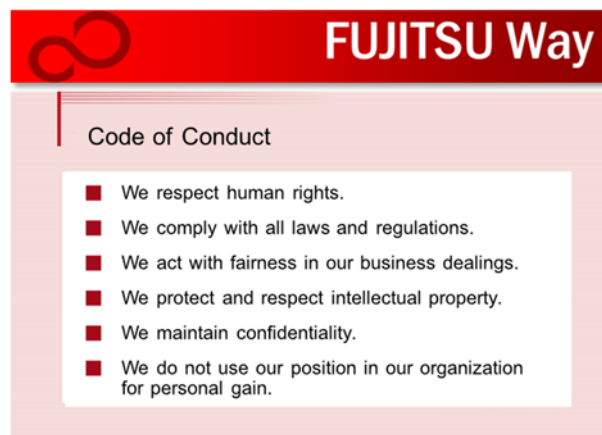 FUJITSU Way
Code of Conduct
We respect human rights.
We comply with all laws and regulations.
We act with fairness in our business dealings.
We protect and respect intellectual property.
We maintain confidentiality.
We do not use our position in our organization
for personal gain.